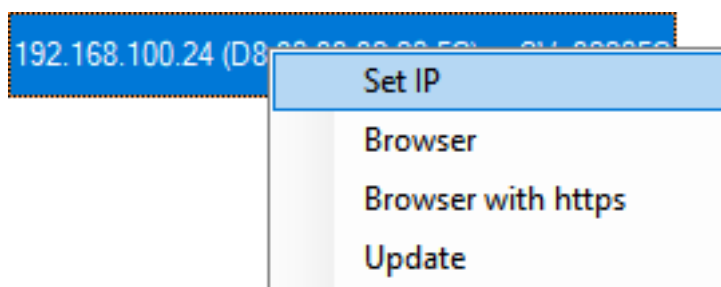 192.168.100.24 (D8
Set IP
Browser
Browser with https
Update